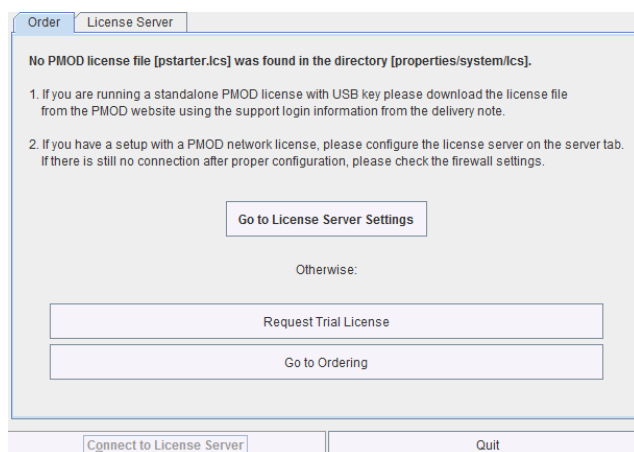 Order License Server
No PMOD license file [pstarter.lcs] was found in the directory [properties/system/lcs].
1. If you are running a standalone PMOD license with USB key please download the license file
from the PMOD website using the support login information from the delivery note.
2. If you have a setup with a PMOD network license, please configure the license server on the server tab.
If there is still no connection after proper configuration, please check the firewall settings.
Go to License Server Settings
Otherwise:
Request Trial License
Go to Ordering
Connect to License Server Quit